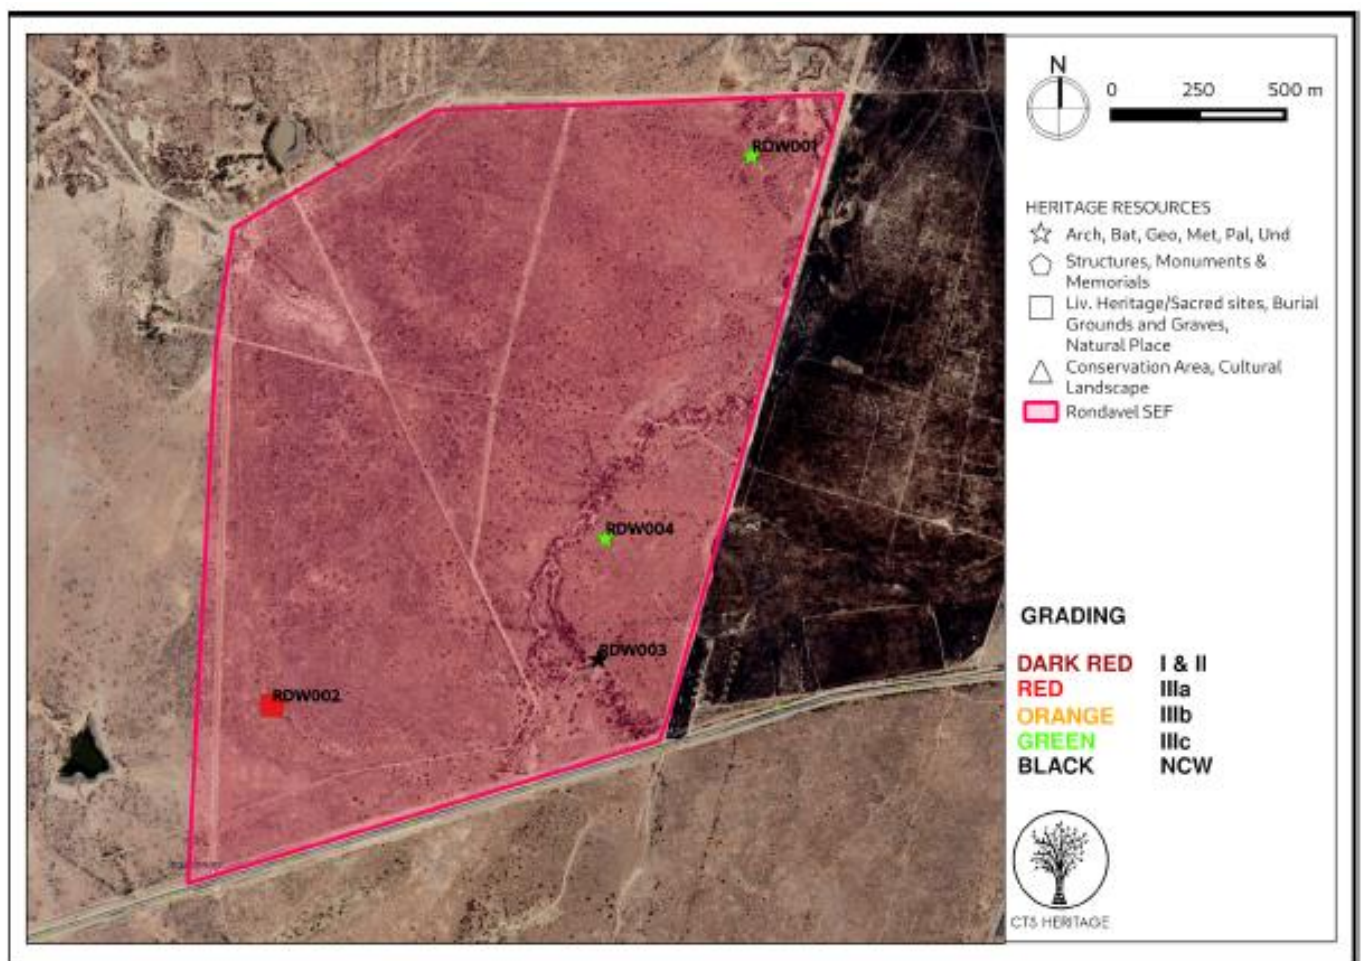 RDW001
RDW004
RDW003
RDW002
N
0 250 500 m
HERITAGE RESOURCES
Arch, Bat, Geo, Met, Pal, Und
Structures, Monuments &
Memorials
Liv. Heritage/Sacred sites, Burial
Grounds and Graves,
Natural Place
Conservation Area, Cultural
Landscape
Rondavel SEF
GRADING
DARK RED I & II
RED IIIa
ORANGE IIIb
GREEN IIIc
BLACK NCW
CTS HERITAGE